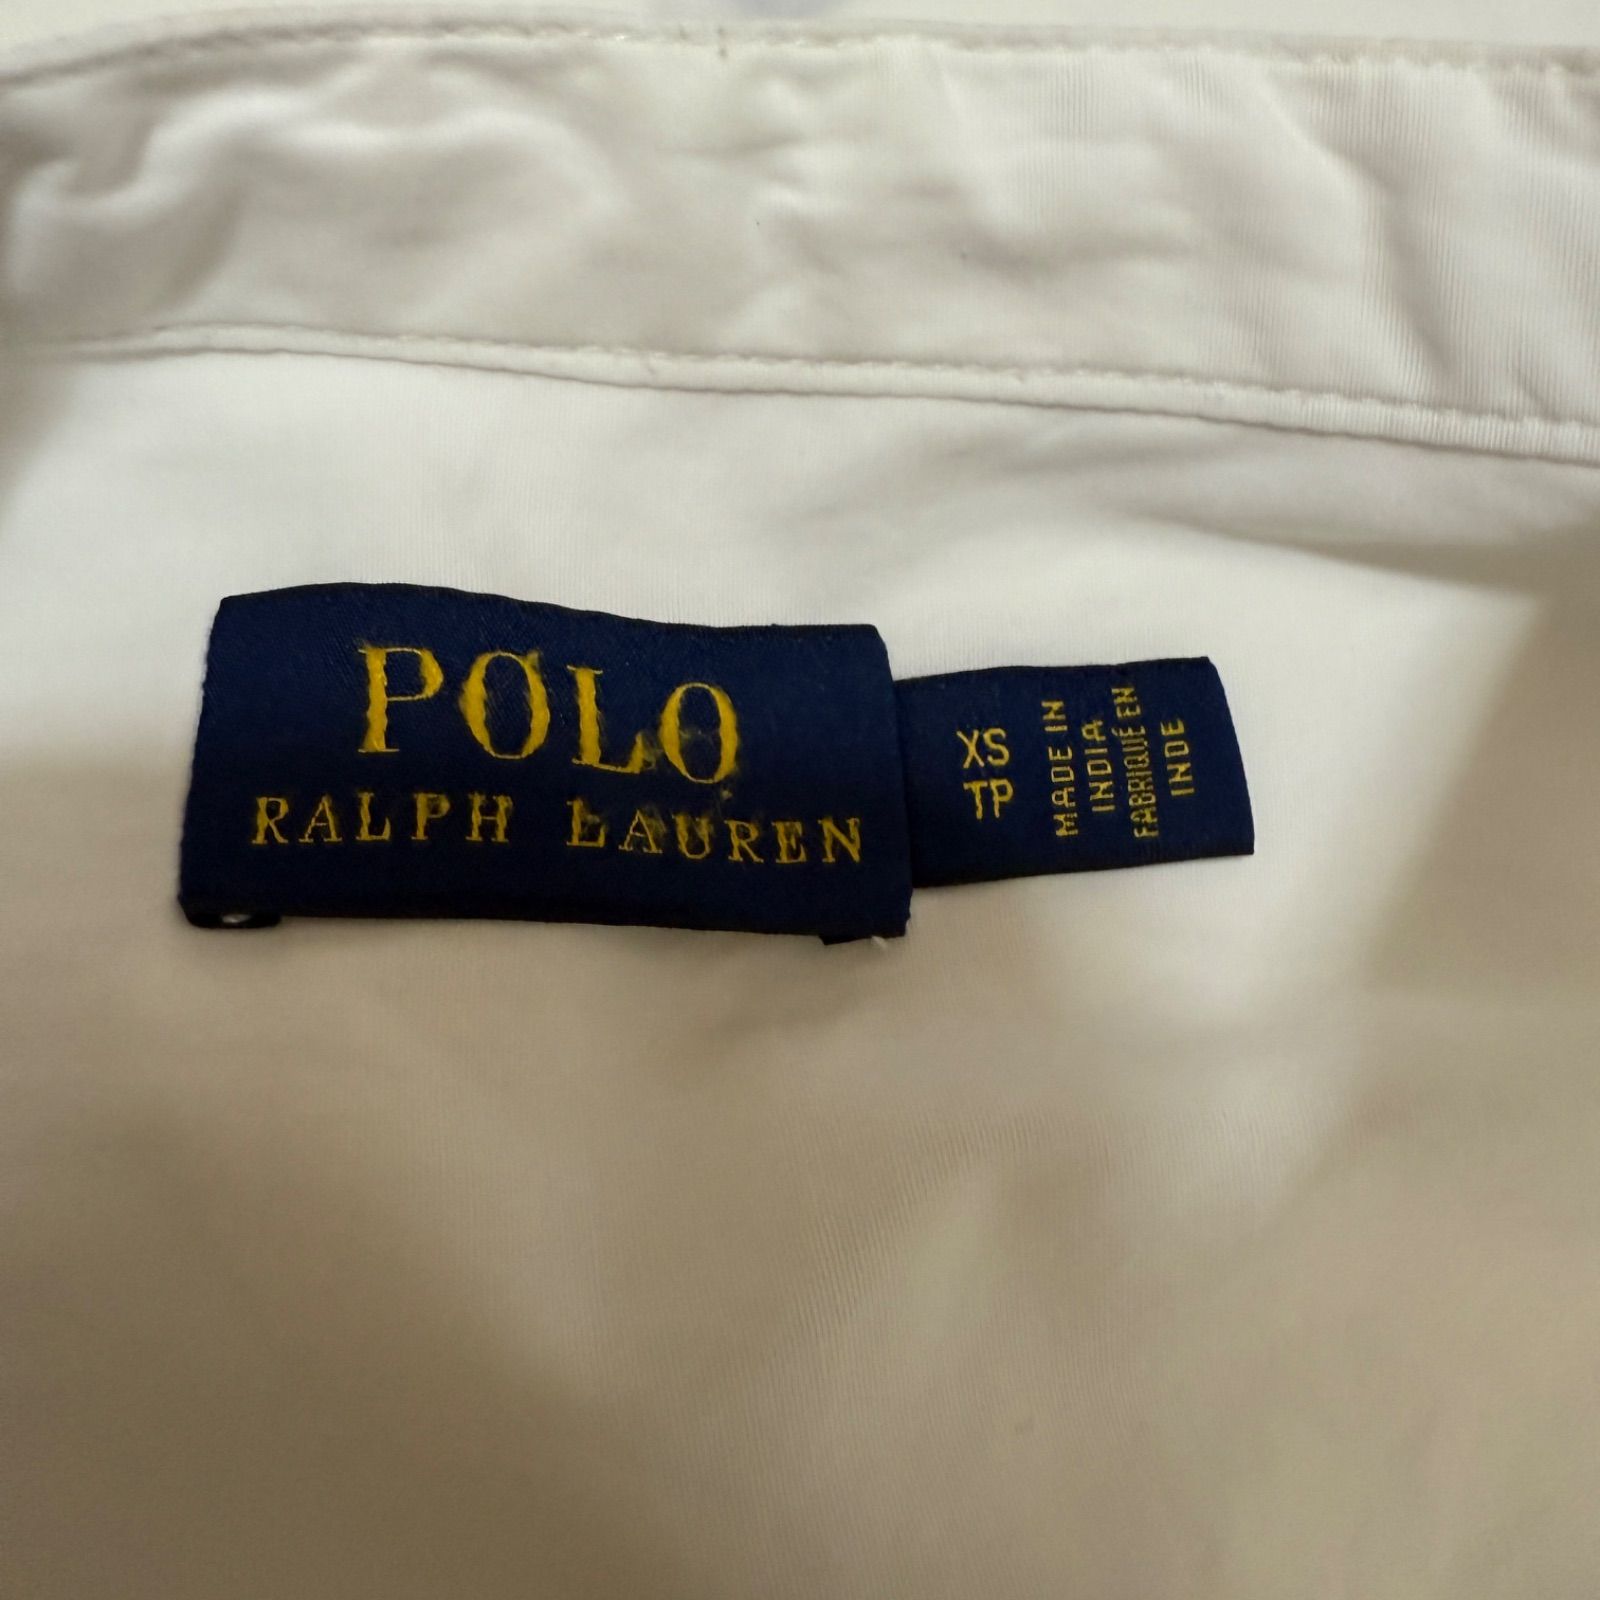 POLO
RALPH LAUREN
XS
TP
MADE IN
INDIA
FABRIQUÉ EN
INDE